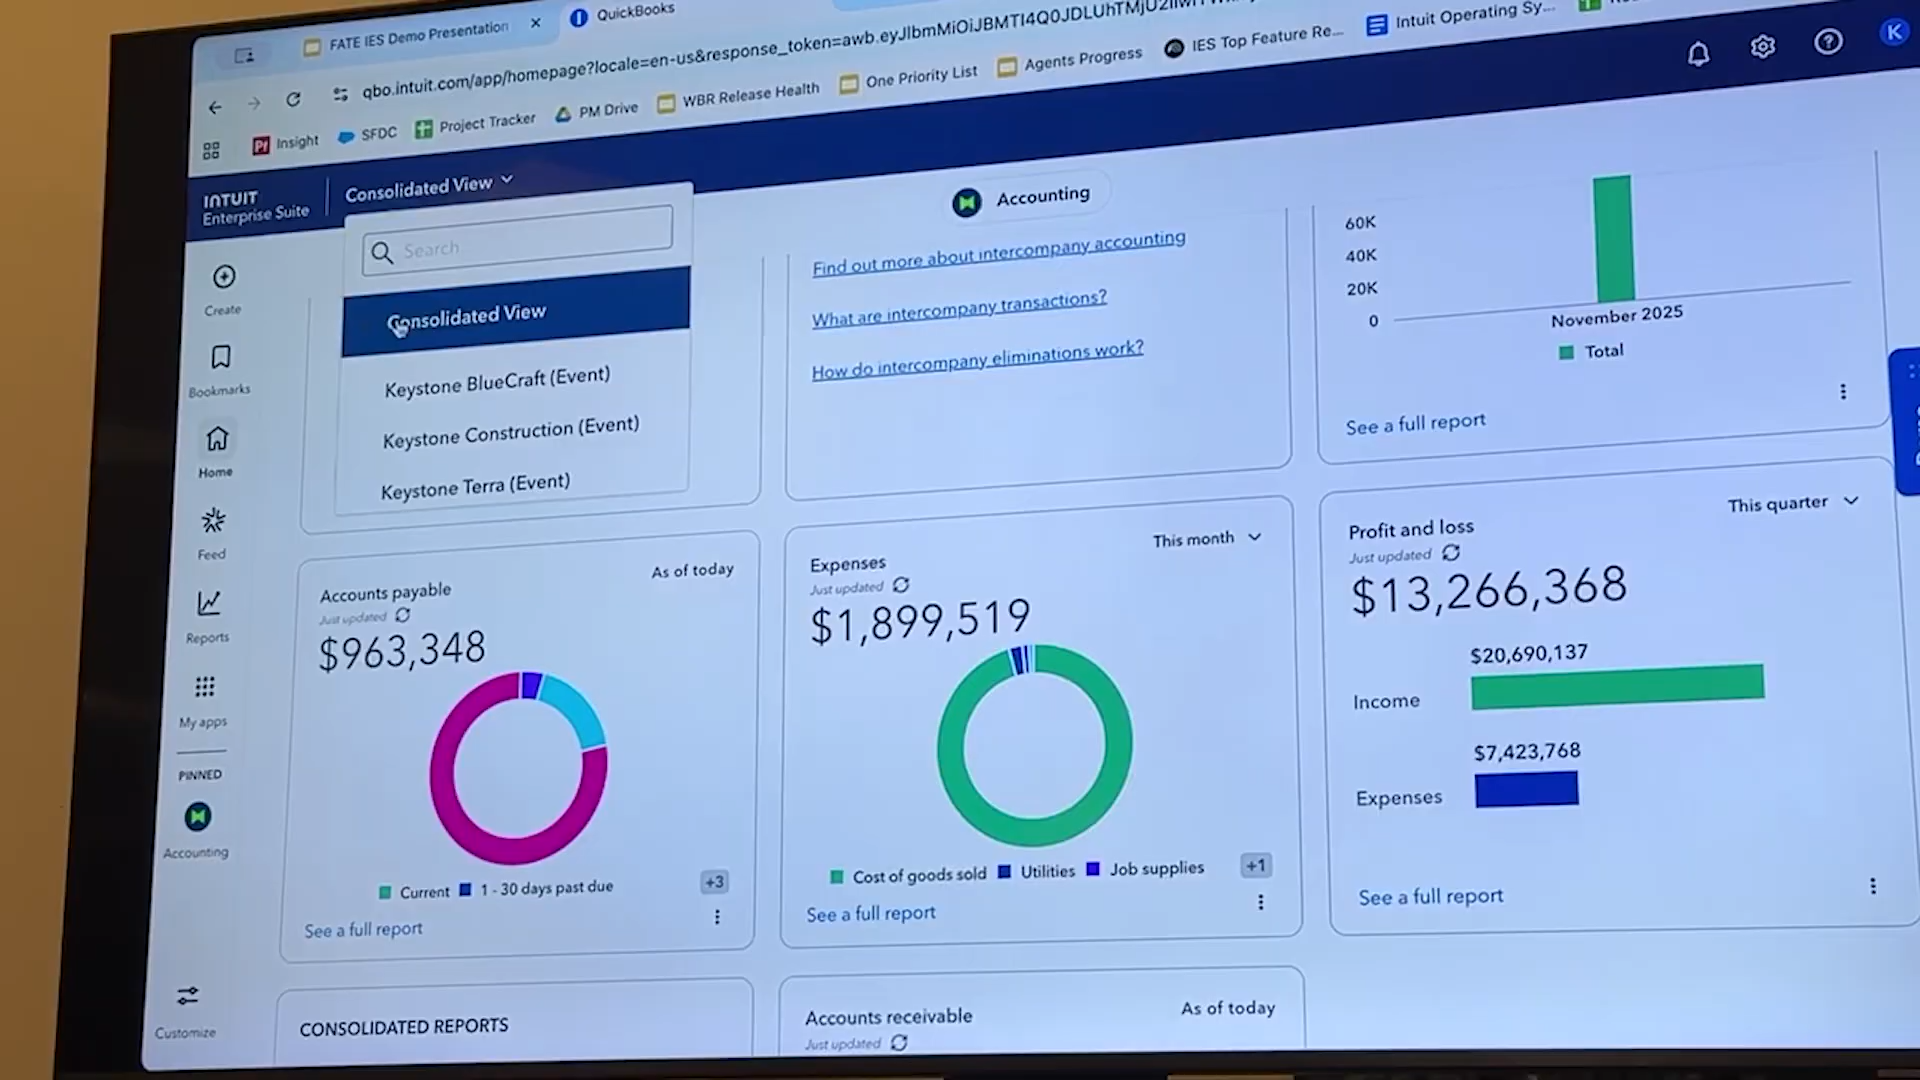 FATE IES Demo Presentation
QuickBooks
qbo.intuit.com/app/homepage?locale=en-us&response_token=awb.eyJlbmMiOiJBMTI4Q0JDLUhTMjU2IiwiY
Insight
SFDC
Project Tracker
PM Drive
WBR Release Health
One Priority List
Agents Progress
IES Top Feature Re...
Intuit Operating Sy...
K
INTUIT
Enterprise Suite
Consolidated View
Accounting
Search
Consolidated View
Keystone BlueCraft (Event)
Keystone Construction (Event)
Keystone Terra (Event)
Create
Bookmarks
Home
Feed
Reports
My apps
PINNED
Accounting
Customize
Find out more about intercompany accounting
What are intercompany transactions?
How do intercompany eliminations work?
60K
40K
20K
0
November 2025
Total
See a full report
Accounts payable
As of today
Just updated
$963,348
Current
1 - 30 days past due
+3
See a full report
Expenses
This month
Just updated
$1,899,519
Cost of goods sold
Utilities
Job supplies
+1
See a full report
Profit and loss
This quarter
Just updated
$13,266,368
$20,690,137
Income
$7,423,768
Expenses
See a full report
CONSOLIDATED REPORTS
Accounts receivable
As of today
Just updated